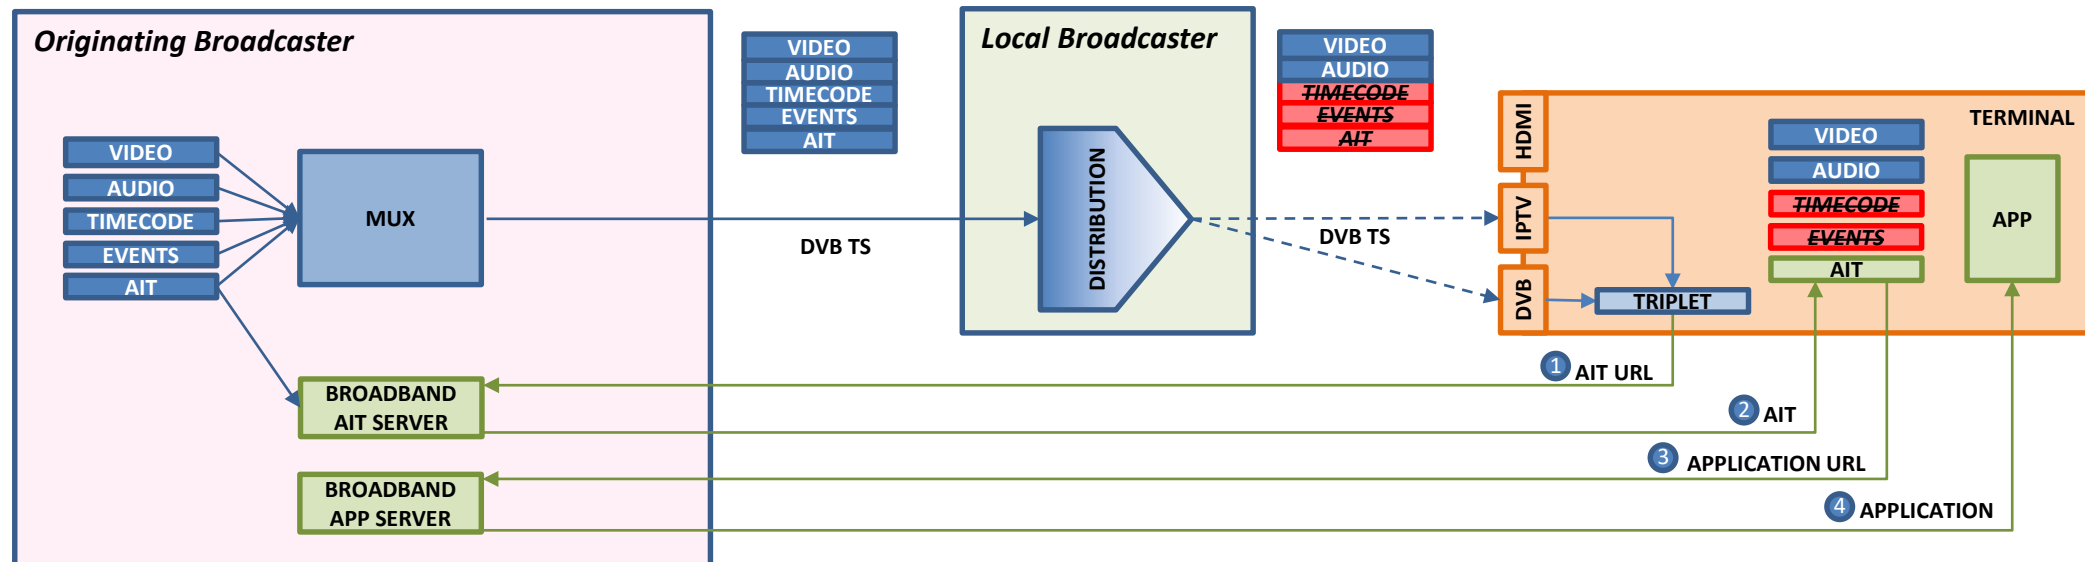 Originating Broadcaster
VIDEO
AUDIO
TIMECODE
EVENTS
AIT
MUX
BROADBAND
AIT SERVER
BROADBAND
APP SERVER
VIDEO
AUDIO
TIMECODE
EVENTS
AIT
DVB TS
Local Broadcaster
DISTRIBUTION
VIDEO
AUDIO
TIMECODE
EVENTS
AIT
DVB TS
HDMI
IPTV
DVB
TRIPLET
TERMINAL
VIDEO
AUDIO
TIMECODE
EVENTS
AIT
APP
1 AIT URL
2 AIT
3 APPLICATION URL
4 APPLICATION